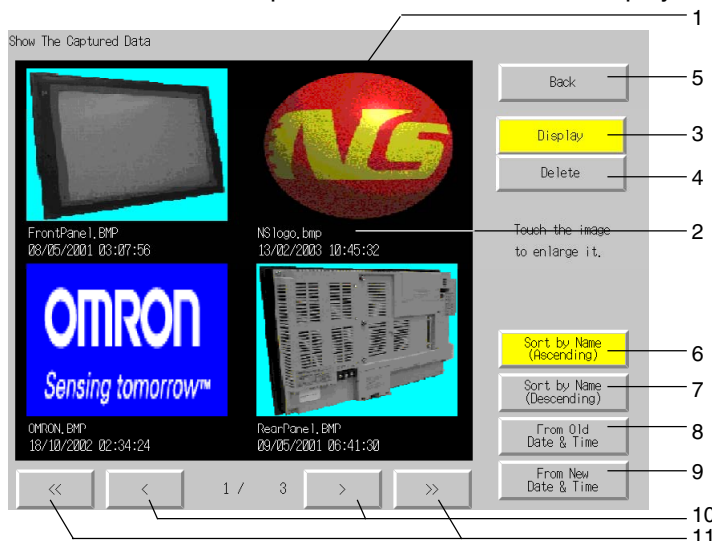 1
Show The Captured Data
Back
5
Display
3
Delete
4
NS
FrontPanel.BMP
08/05/2001 03:07:56
NSlogo.bmp
13/02/2003 10:45:32
2
Touch the image
to enlarge it.
OMRON
Sensing tomorrow™
OMRON.BMP
18/10/2002 02:34:24
RearPanel.BMP
09/05/2001 06:41:30
Sort by Name
(Ascending)
6
Sort by Name
(Descending)
7
From Old
Date & Time
8
From New
Date & Time
9
<<
<
1 / 3
>
>>
10
11